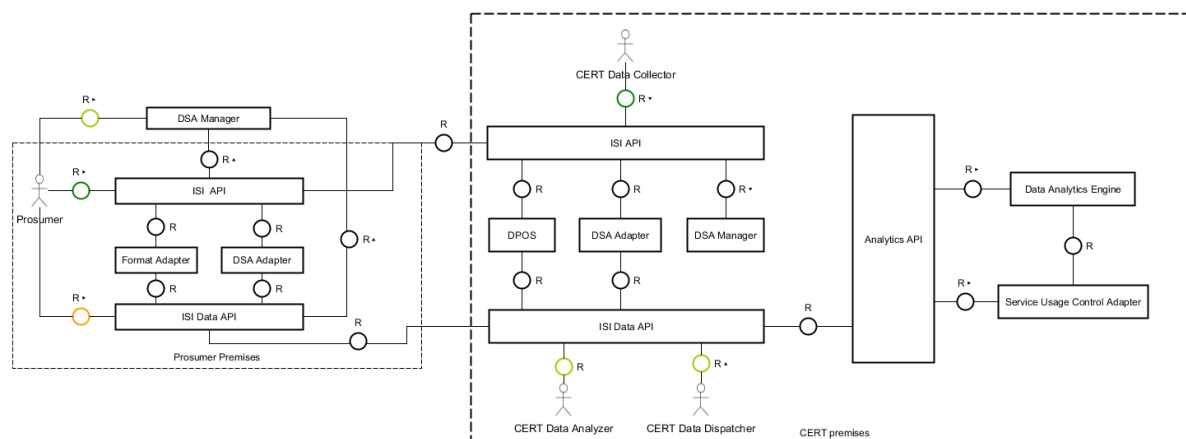 CERT Data Collector
R ▸
R ▾
DSA Manager
R
ISI API
R ▴
R ▸
ISI API
Prosumer
R
R
R ▾
R ▸
Data Analytics Engine
R
R
DPOS
DSA Adapter
DSA Manager
Analytics API
R ▴
R
Format Adapter
DSA Adapter
R
R
R
R
R ▸
R ▸
Service Usage Control Adapter
ISI Data API
ISI Data API
R
R
Prosumer Premises
R
R ▴
CERT Data Analyzer
CERT Data Dispatcher
CERT premises